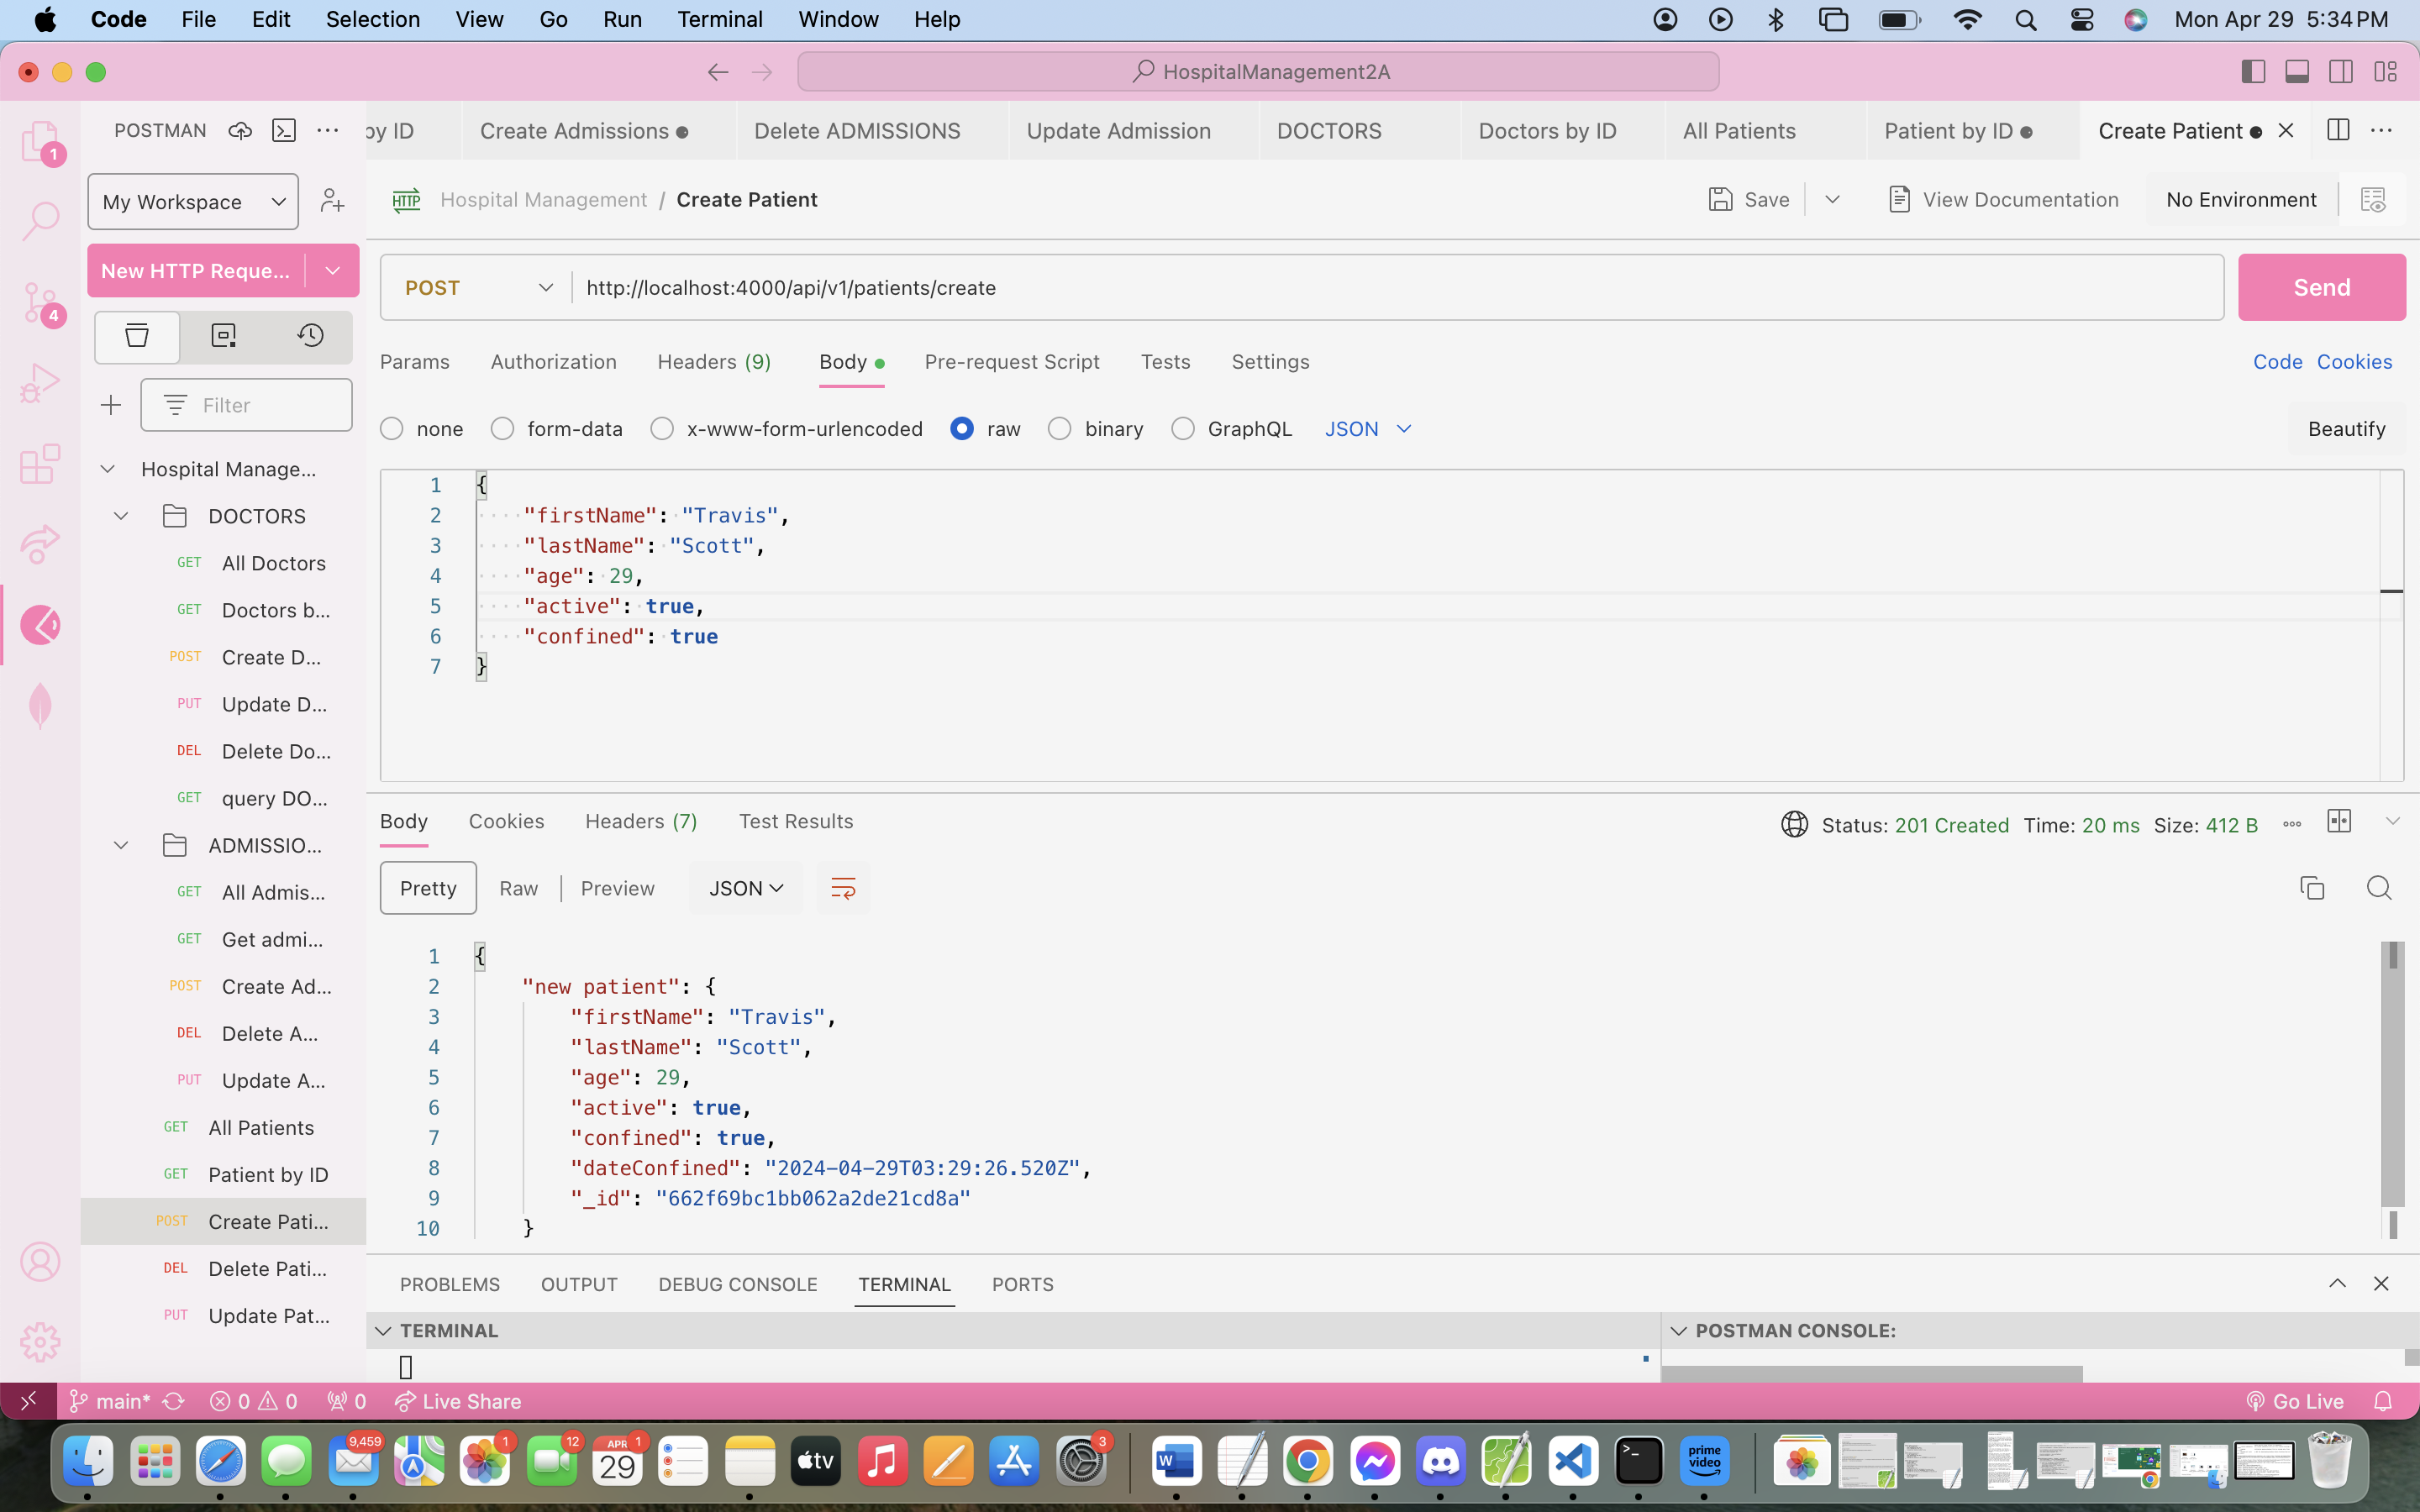 Code File Edit Selection View Go Run Terminal Window Help Mon Apr 29 5:34 PM
HospitalManagement2A
POSTMAN
by ID Create Admissions Delete ADMISSIONS Update Admission DOCTORS Doctors by ID All Patients Patient by ID Create Patient
1
My Workspace
HTTP Hospital Management / Create Patient Save View Documentation No Environment
New HTTP Reque...
POST http://localhost:4000/api/v1/patients/create Send
4
Params Authorization Headers (9) Body Pre-request Script Tests Settings Code Cookies
Filter
none form-data x-www-form-urlencoded raw binary GraphQL JSON Beautify
Hospital Manage...
DOCTORS
GET All Doctors
GET Doctors b...
POST Create D...
PUT Update D...
DEL Delete Do...
GET query DO...
ADMISSIO...
GET All Admis...
GET Get admi...
POST Create Ad...
DEL Delete A...
PUT Update A...
GET All Patients
GET Patient by ID
POST Create Pati...
DEL Delete Pati...
PUT Update Pat...
1 {
2 "firstName": "Travis",
3 "lastName": "Scott",
4 "age": 29,
5 "active": true,
6 "confined": true
7 }
Body Cookies Headers (7) Test Results Status: 201 Created Time: 20 ms Size: 412 B
Pretty Raw Preview JSON
1 {
2 "new patient": {
3 "firstName": "Travis",
4 "lastName": "Scott",
5 "age": 29,
6 "active": true,
7 "confined": true,
8 "dateConfined": "2024-04-29T03:29:26.520Z",
9 "_id": "662f69bc1bb062a2de21cd8a"
10 }
PROBLEMS OUTPUT DEBUG CONSOLE TERMINAL PORTS
TERMINAL POSTMAN CONSOLE:
main* 0 0 0 Live Share Go Live
9,459 1 12 APR 1 29 tv 3 W >_ prime video